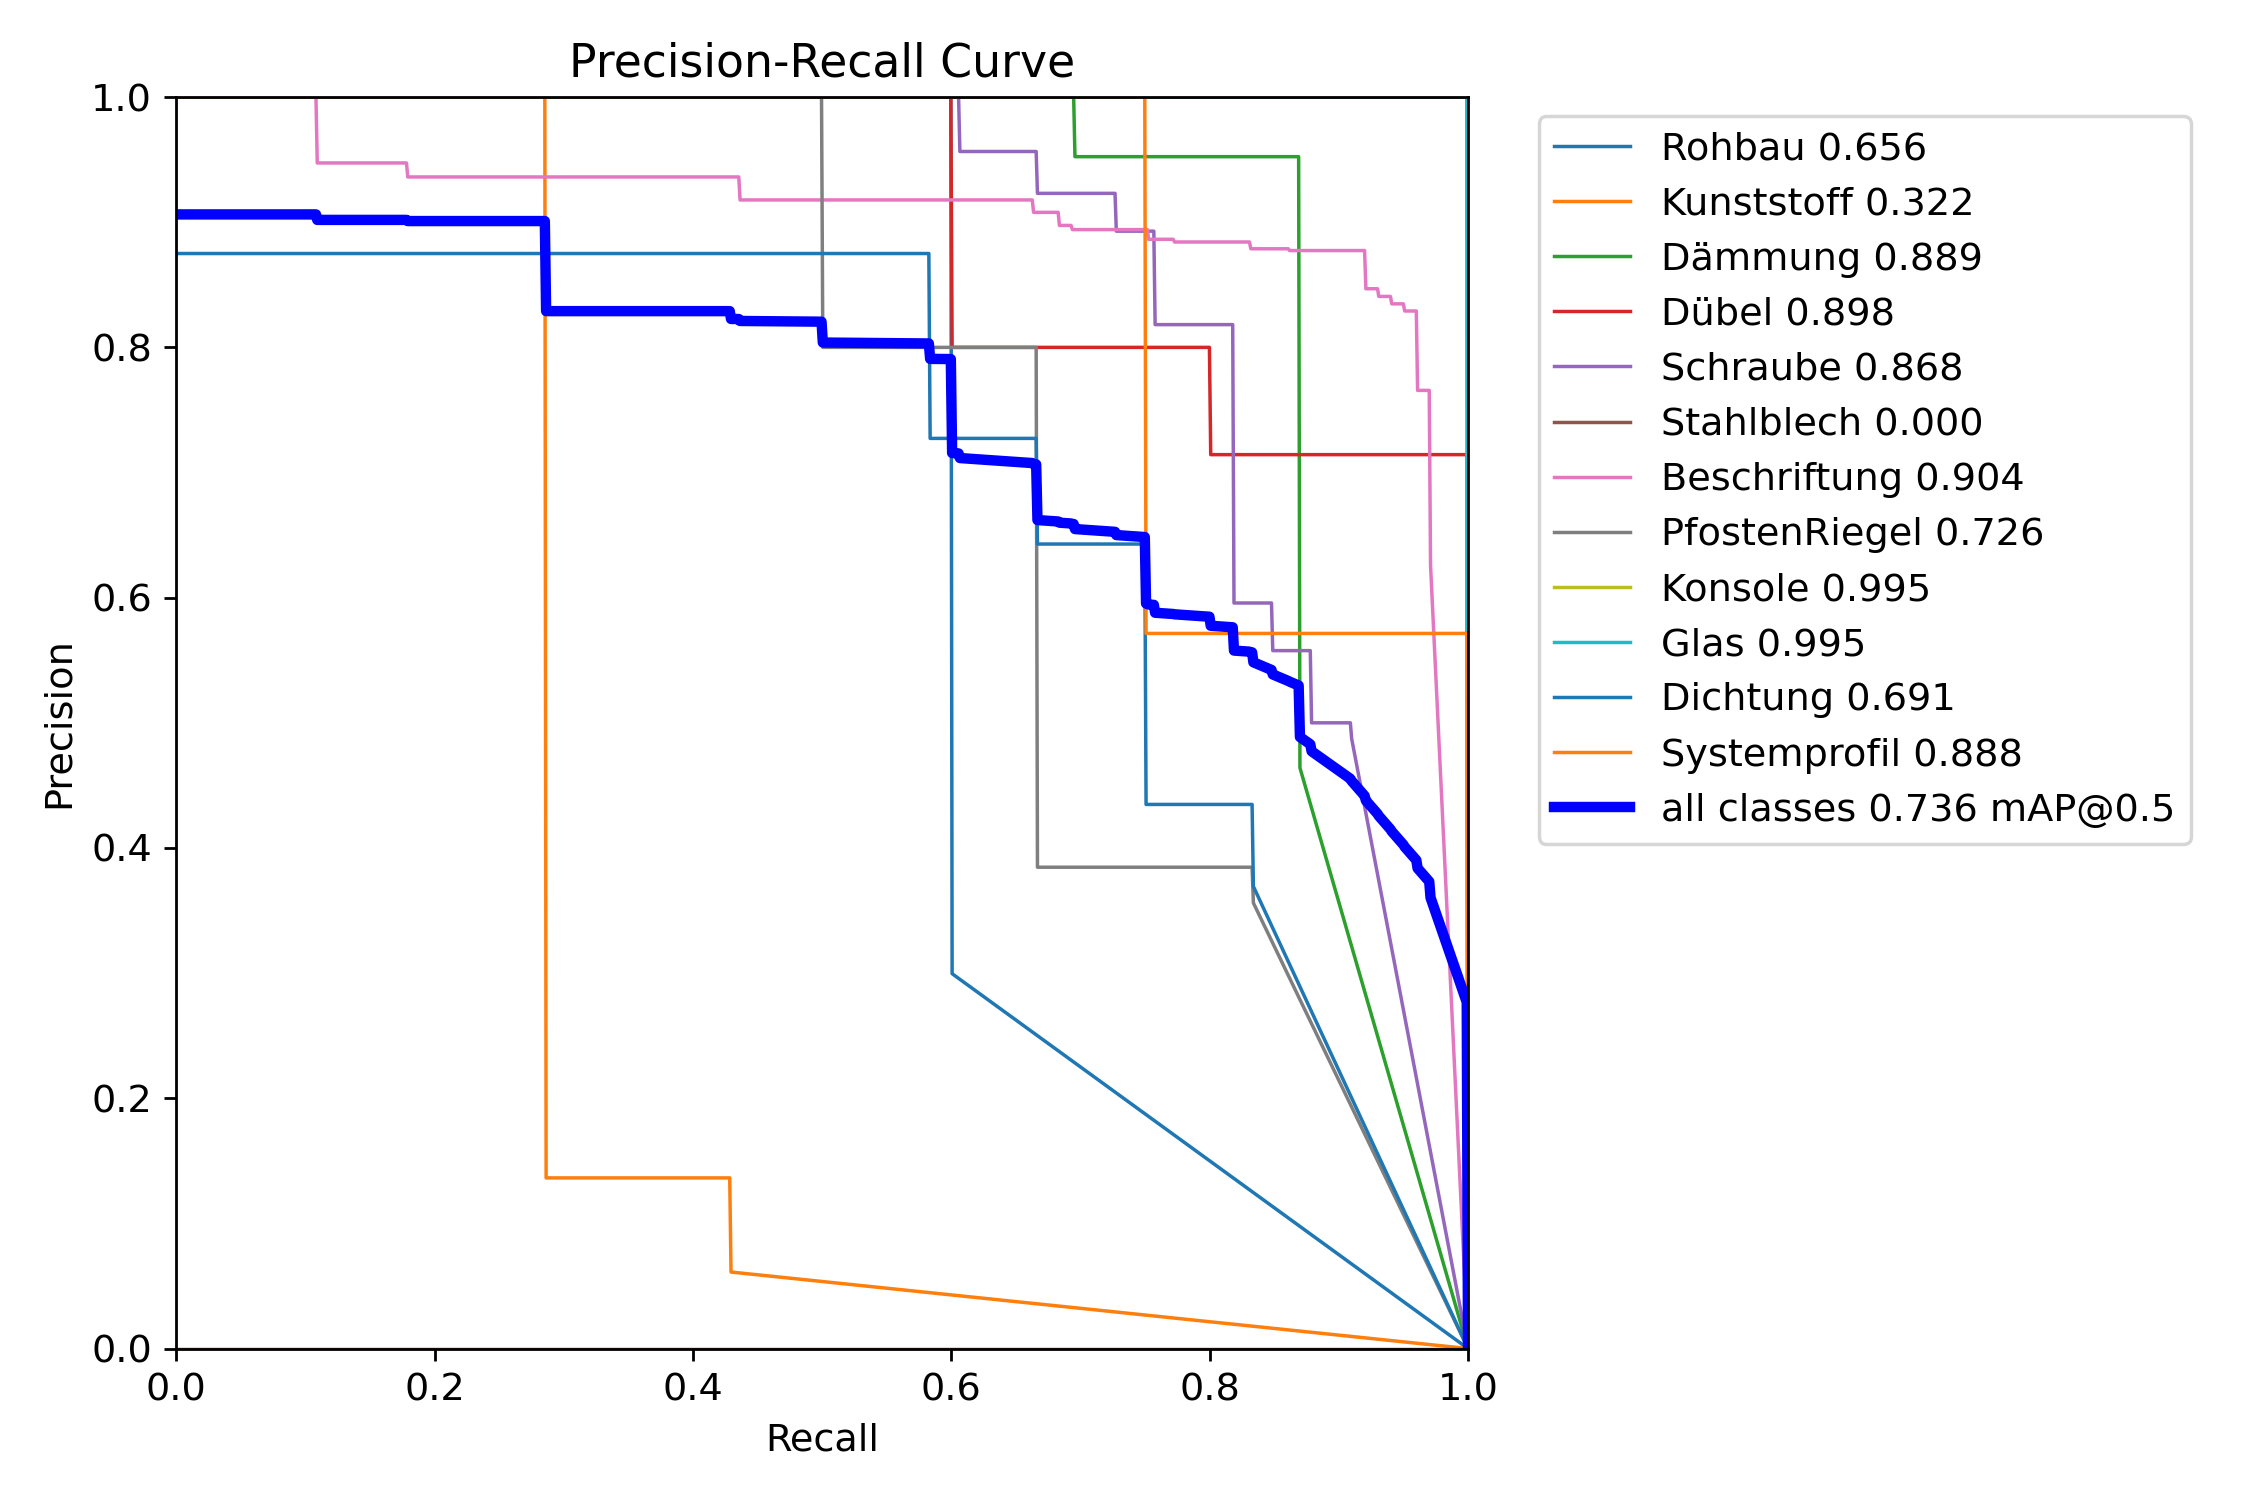 Precision-Recall Curve
1.0
0.8
0.6
0.4
0.2
0.0
Precision
0.0 0.2 0.4 0.6 0.8 1.0
Recall
Rohbau 0.656
Kunststoff 0.322
Dämmung 0.889
Dübel 0.898
Schraube 0.868
Stahlblech 0.000
Beschriftung 0.904
PfostenRiegel 0.726
Konsole 0.995
Glas 0.995
Dichtung 0.691
Systemprofil 0.888
all classes 0.736 mAP@0.5